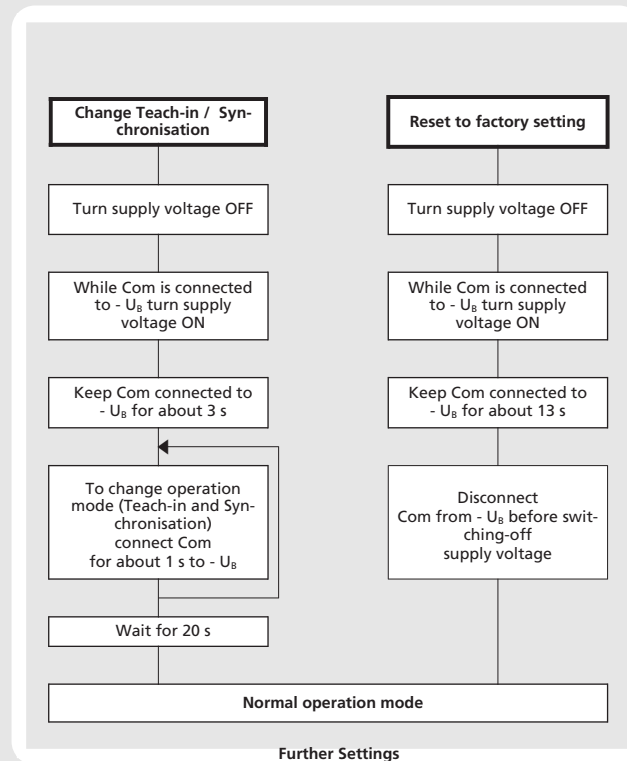 Change Teach-in / Syn-
chronisation
Turn supply voltage OFF
While Com is connected
to - UB turn supply
voltage ON
Keep Com connected to
- UB for about 3 s
To change operation
mode (Teach-in and Syn-
chronisation)
connect Com
for about 1 s to - UB
Wait for 20 s
Reset to factory setting
Turn supply voltage OFF
While Com is connected
to - UB turn supply
voltage ON
Keep Com connected to
- UB for about 13 s
Disconnect
Com from - UB before swit-
ching-off
supply voltage
Normal operation mode
Further Settings